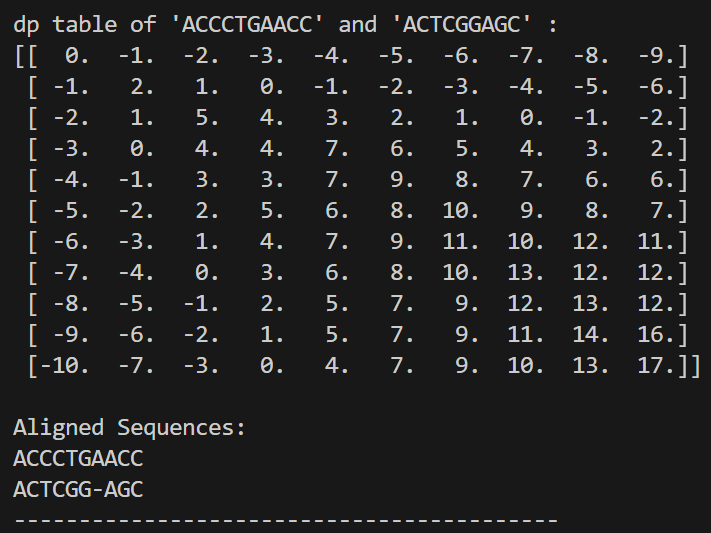 dp table of 'ACCCTGAACC' and 'ACTCGGAGC' :
[[  0.  -1.  -2.  -3.  -4.  -5.  -6.  -7.  -8.  -9.]
 [ -1.   2.   1.   0.  -1.  -2.  -3.  -4.  -5.  -6.]
 [ -2.   1.   5.   4.   3.   2.   1.   0.  -1.  -2.]
 [ -3.   0.   4.   4.   7.   6.   5.   4.   3.   2.]
 [ -4.  -1.   3.   3.   7.   9.   8.   7.   6.   6.]
 [ -5.  -2.   2.   5.   6.   8.  10.   9.   8.   7.]
 [ -6.  -3.   1.   4.   7.   9.  11.  10.  12.  11.]
 [ -7.  -4.   0.   3.   6.   8.  10.  13.  12.  12.]
 [ -8.  -5.  -1.   2.   5.   7.   9.  12.  13.  12.]
 [ -9.  -6.  -2.   1.   5.   7.   9.  11.  14.  16.]
 [-10.  -7.  -3.   0.   4.   7.   9.  10.  13.  17.]]
Aligned Sequences:
ACCCTGAACC
ACTCGG-AGC
------------------------------------------